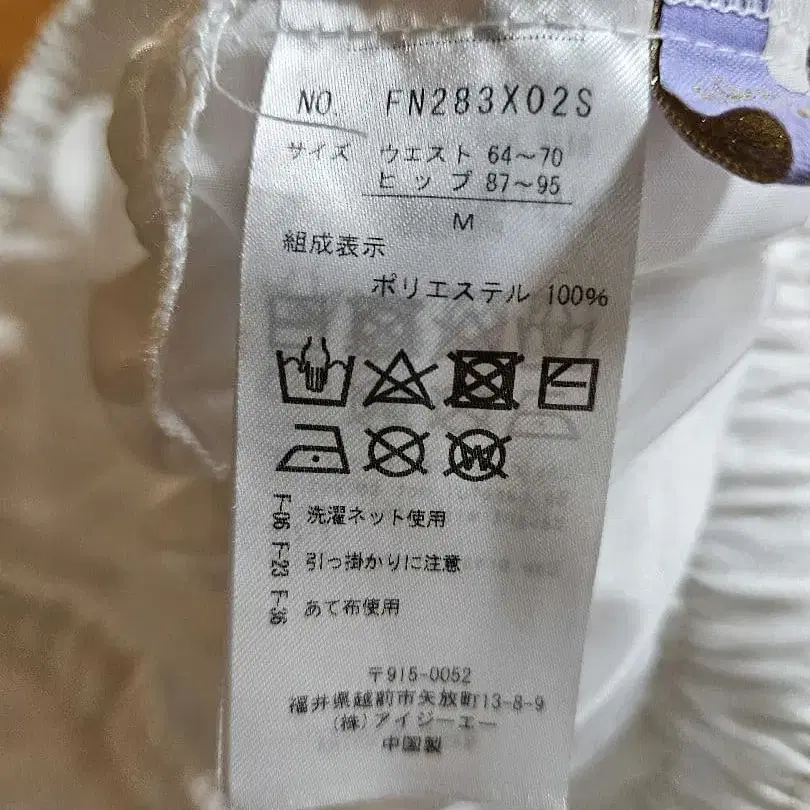 NO. FN283X02S
サイズ ウエスト 64〜70
ヒップ 87〜95
M
組成表示
ポリエステル 100%
F-06 洗濯ネット使用
F-23 引っ掛かりに注意
F-36 あて布使用
〒915-0052
福井県越前市矢放町13-8-9
(株)アイジーエー
中国製